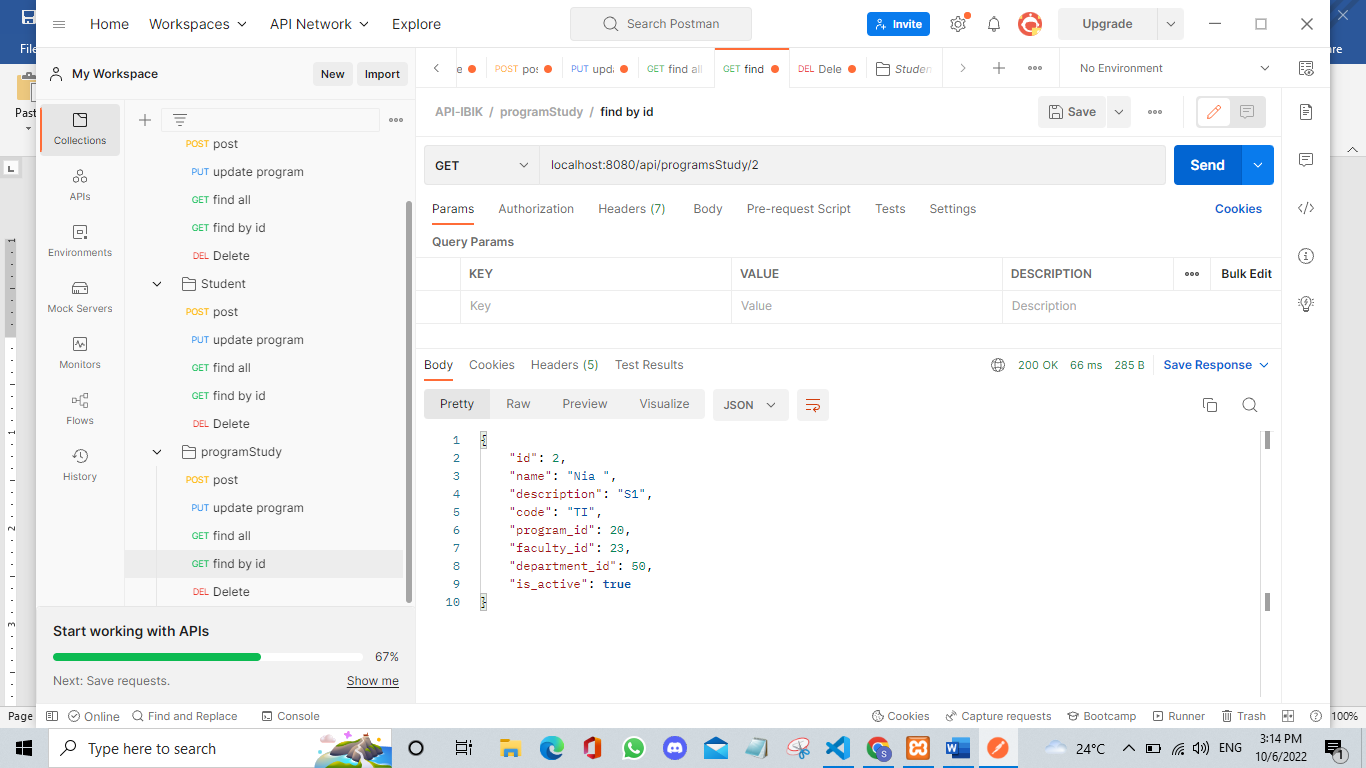 File
Home Workspaces API Network Explore
Search Postman
Invite
Upgrade
Past
My Workspace
New Import
POST pos
PUT upda
GET find all
GET find
DEL Dele
Studen
No Environment
Collections
APIs
Environments
Mock Servers
Monitors
Flows
History
POST post
PUT update program
GET find all
GET find by id
DEL Delete
Student
POST post
PUT update program
GET find all
GET find by id
DEL Delete
programStudy
POST post
PUT update program
GET find all
GET find by id
DEL Delete
Start working with APIs
67%
Next: Save requests. Show me
API-IBIK / programStudy / find by id
Save
GET localhost:8080/api/programsStudy/2 Send
Params Authorization Headers (7) Body Pre-request Script Tests Settings Cookies
Query Params
KEY VALUE DESCRIPTION Bulk Edit
Key Value Description
Body Cookies Headers (5) Test Results 200 OK 66 ms 285 B Save Response
Pretty Raw Preview Visualize JSON
1 {
2 "id": 2,
3 "name": "Nia ",
4 "description": "S1",
5 "code": "TI",
6 "program_id": 20,
7 "faculty_id": 23,
8 "department_id": 50,
9 "is_active": true
10 }
Page
Online Find and Replace Console Cookies Capture requests Bootcamp Runner Trash 100%
Type here to search
24°C ENG
3:14 PM
10/6/2022
1